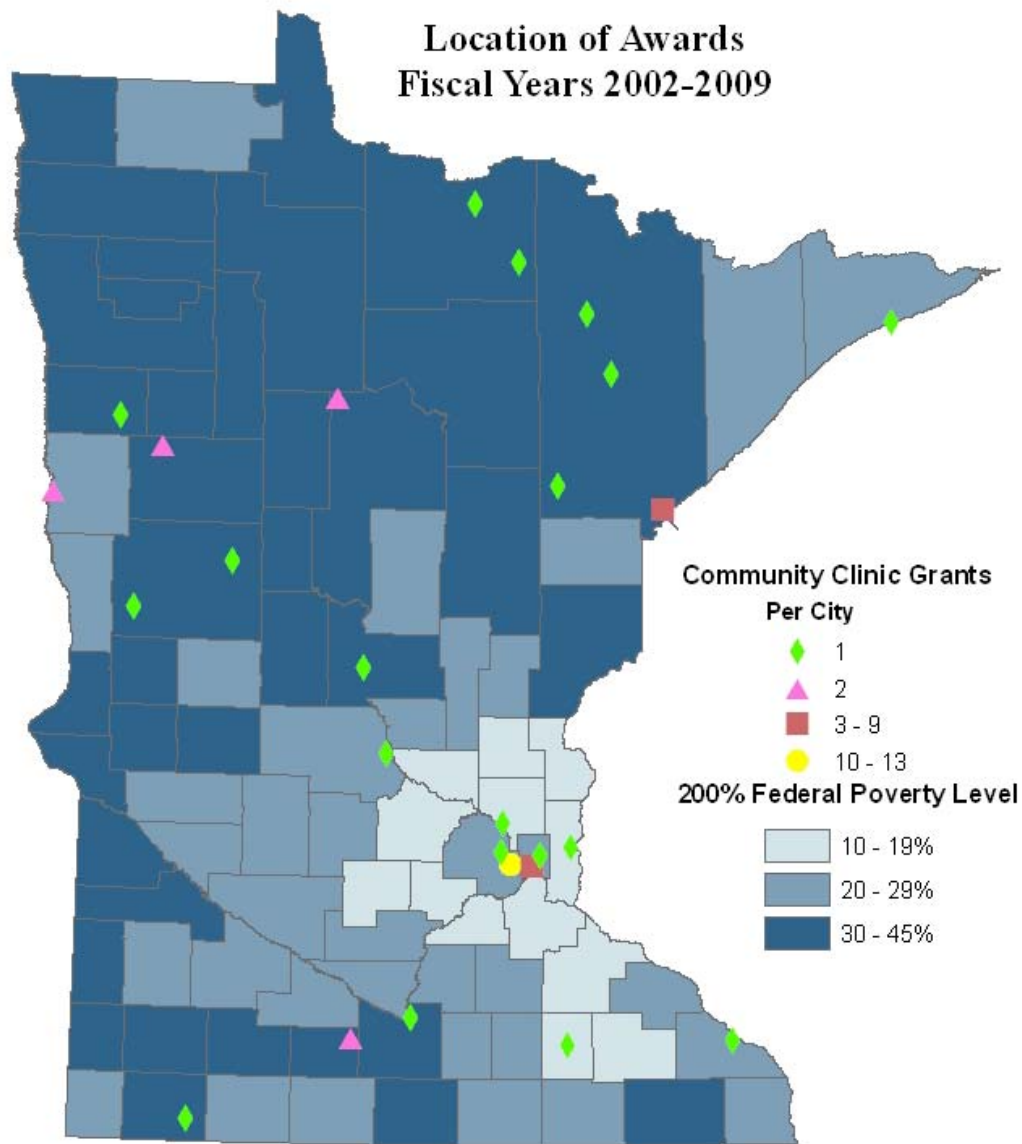 Location of Awards
Fiscal Years 2002-2009
Community Clinic Grants
Per City
1
2
3 - 9
10 - 13
200% Federal Poverty Level
10 - 19%
20 - 29%
30 - 45%